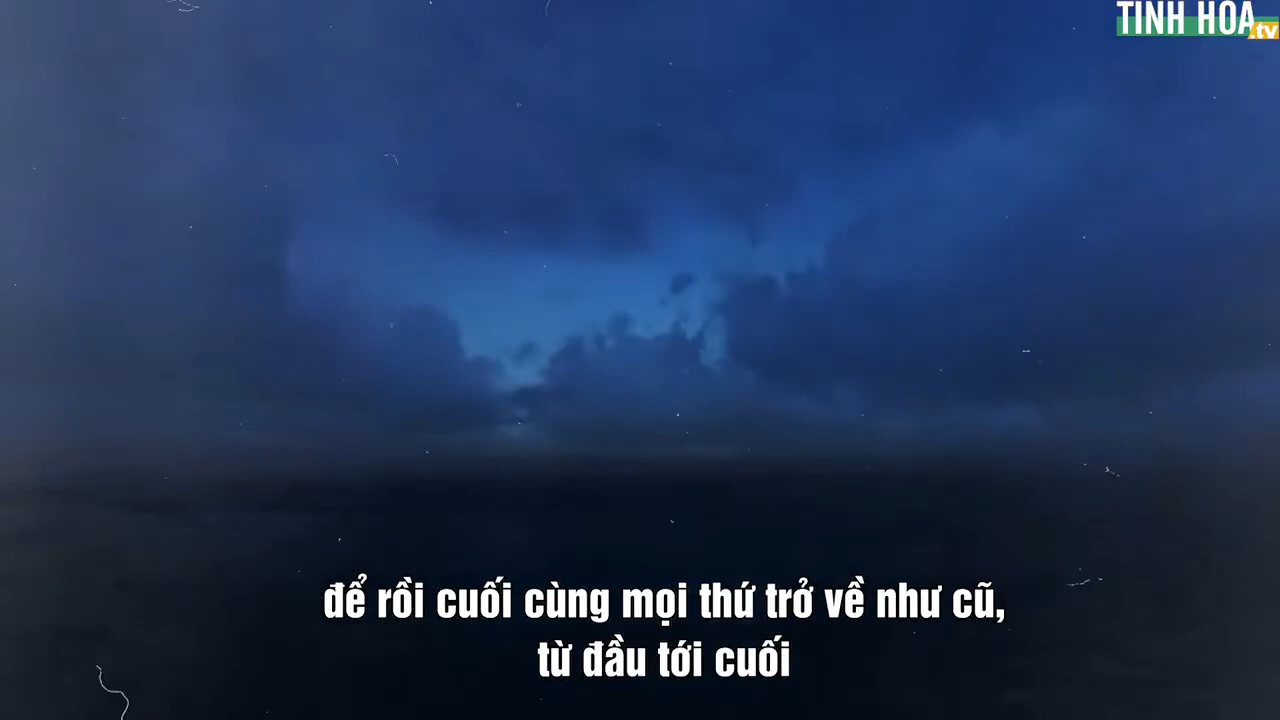 TINH HOA
.tv
để rồi cuối cùng mọi thứ trở về như cũ,
từ đầu tới cuối